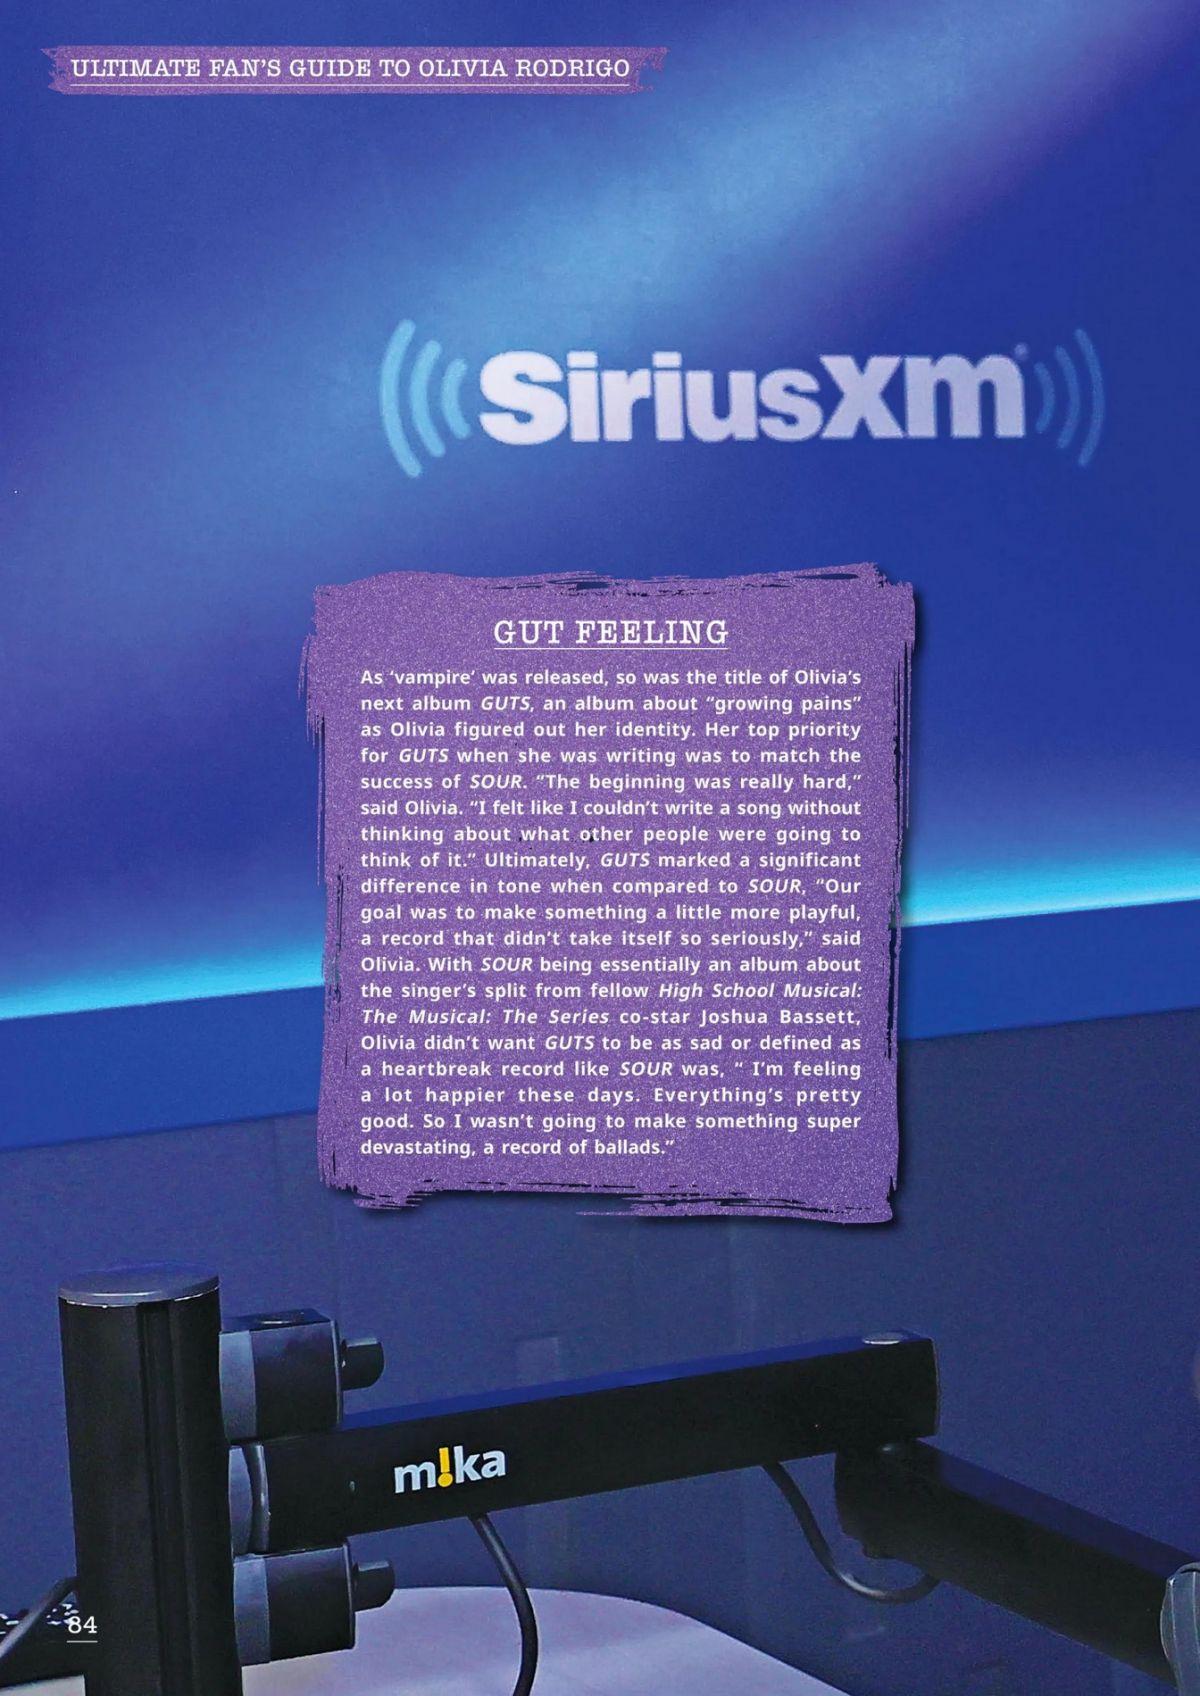 ULTIMATE FAN’S GUIDE TO OLIVIA RODRIGO
SiriusXm
GUT FEELING
As ‘vampire’ was released, so was the title of Olivia’s
next album GUTS, an album about “growing pains”
as Olivia figured out her identity. Her top priority
for GUTS when she was writing was to match the
success of SOUR. “The beginning was really hard,”
said Olivia. “I felt like I couldn’t write a song without
thinking about what other people were going to
think of it.” Ultimately, GUTS marked a significant
difference in tone when compared to SOUR, “Our
goal was to make something a little more playful,
a record that didn’t take itself so seriously,” said
Olivia. With SOUR being essentially an album about
the singer’s split from fellow High School Musical:
The Musical: The Series co-star Joshua Bassett,
Olivia didn’t want GUTS to be as sad or defined as
a heartbreak record like SOUR was, “ I’m feeling
a lot happier these days. Everything’s pretty
good. So I wasn’t going to make something super
devastating, a record of ballads.”
m!ka
84